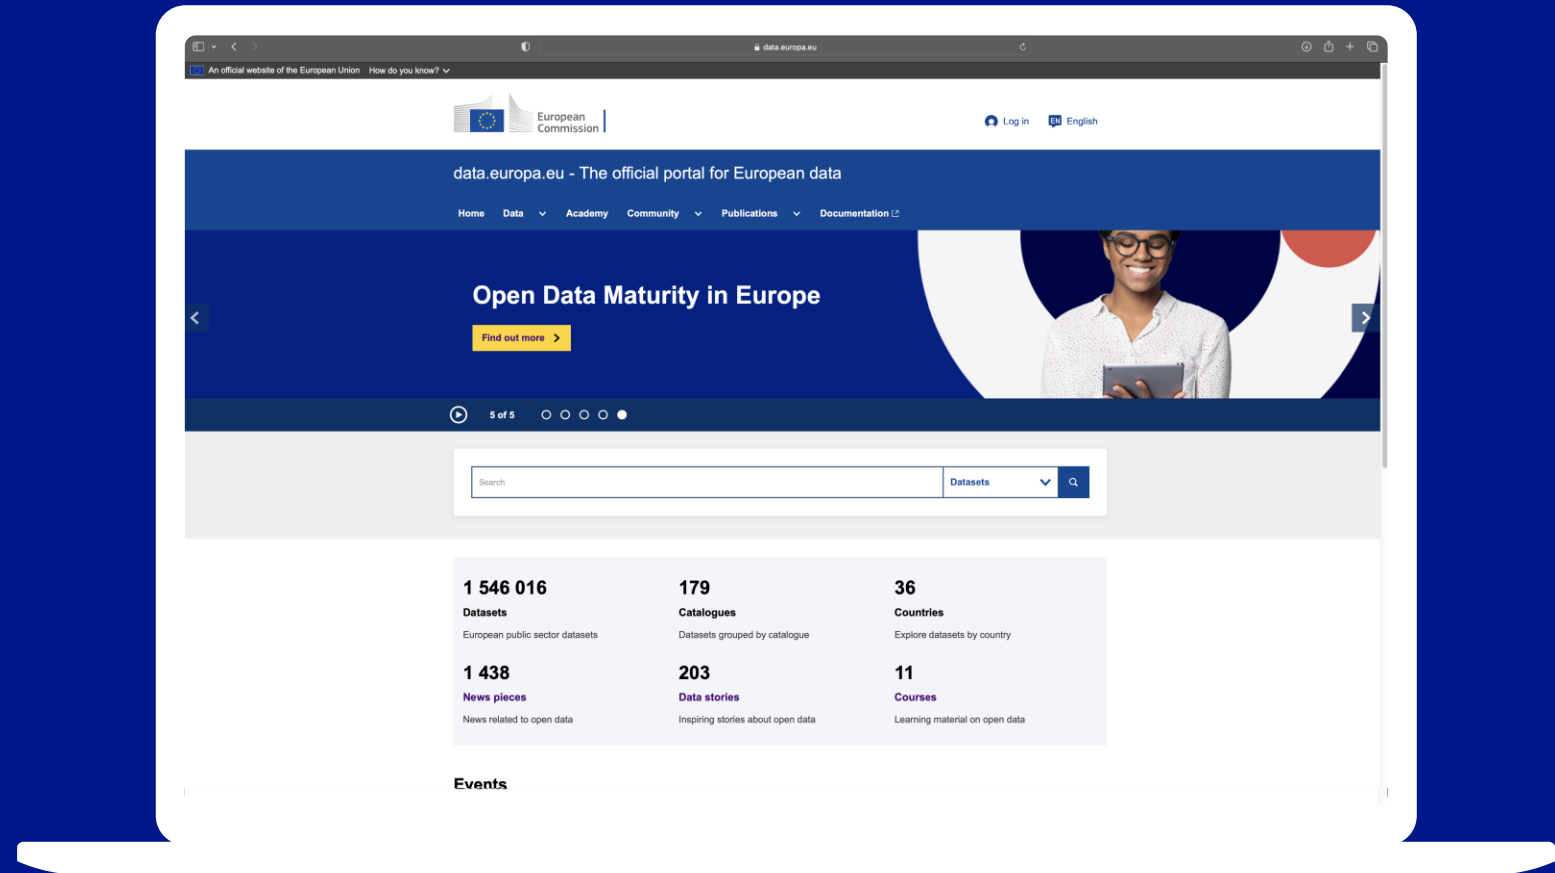 data.europa.eu
An official website of the European Union How do you know?
European
Commission
Log in
EN English
data.europa.eu - The official portal for European data
Home Data Academy Community Publications Documentation
Open Data Maturity in Europe
Find out more
5 of 5
Search
Datasets
1 546 016
Datasets
European public sector datasets
179
Catalogues
Datasets grouped by catalogue
36
Countries
Explore datasets by country
1 438
News pieces
News related to open data
203
Data stories
Inspiring stories about open data
11
Courses
Learning material on open data
Events